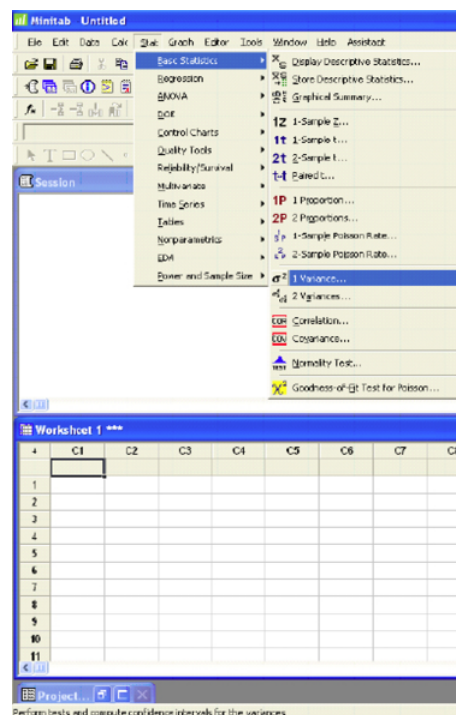 Minitab - Untitled
File Edit Data Calc Stat Graph Editor Tools Window Help Assistant
Basic Statistics
Regression
ANOVA
DOE
Control Charts
Quality Tools
Reliability/Survival
Multivariate
Time Series
Tables
Nonparametrics
EDA
Power and Sample Size
Display Descriptive Statistics...
Store Descriptive Statistics...
Graphical Summary...
1Z 1-Sample Z...
1t 1-Sample t...
2t 2-Sample t...
t-t Paired t...
1P 1 Proportion...
2P 2 Proportions...
1-Sample Poisson Rate...
2-Sample Poisson Rate...
σ² 1 Variance...
2 Variances...
COR Correlation...
COV Covariance...
Normality Test...
Goodness-of-Fit Test for Poisson...
Session
Worksheet 1 ***
C1 C2 C3 C4 C5 C6 C7
1
2
3
4
5
6
7
8
9
10
11
Project...
Perform tests and compute confidence intervals for the variances